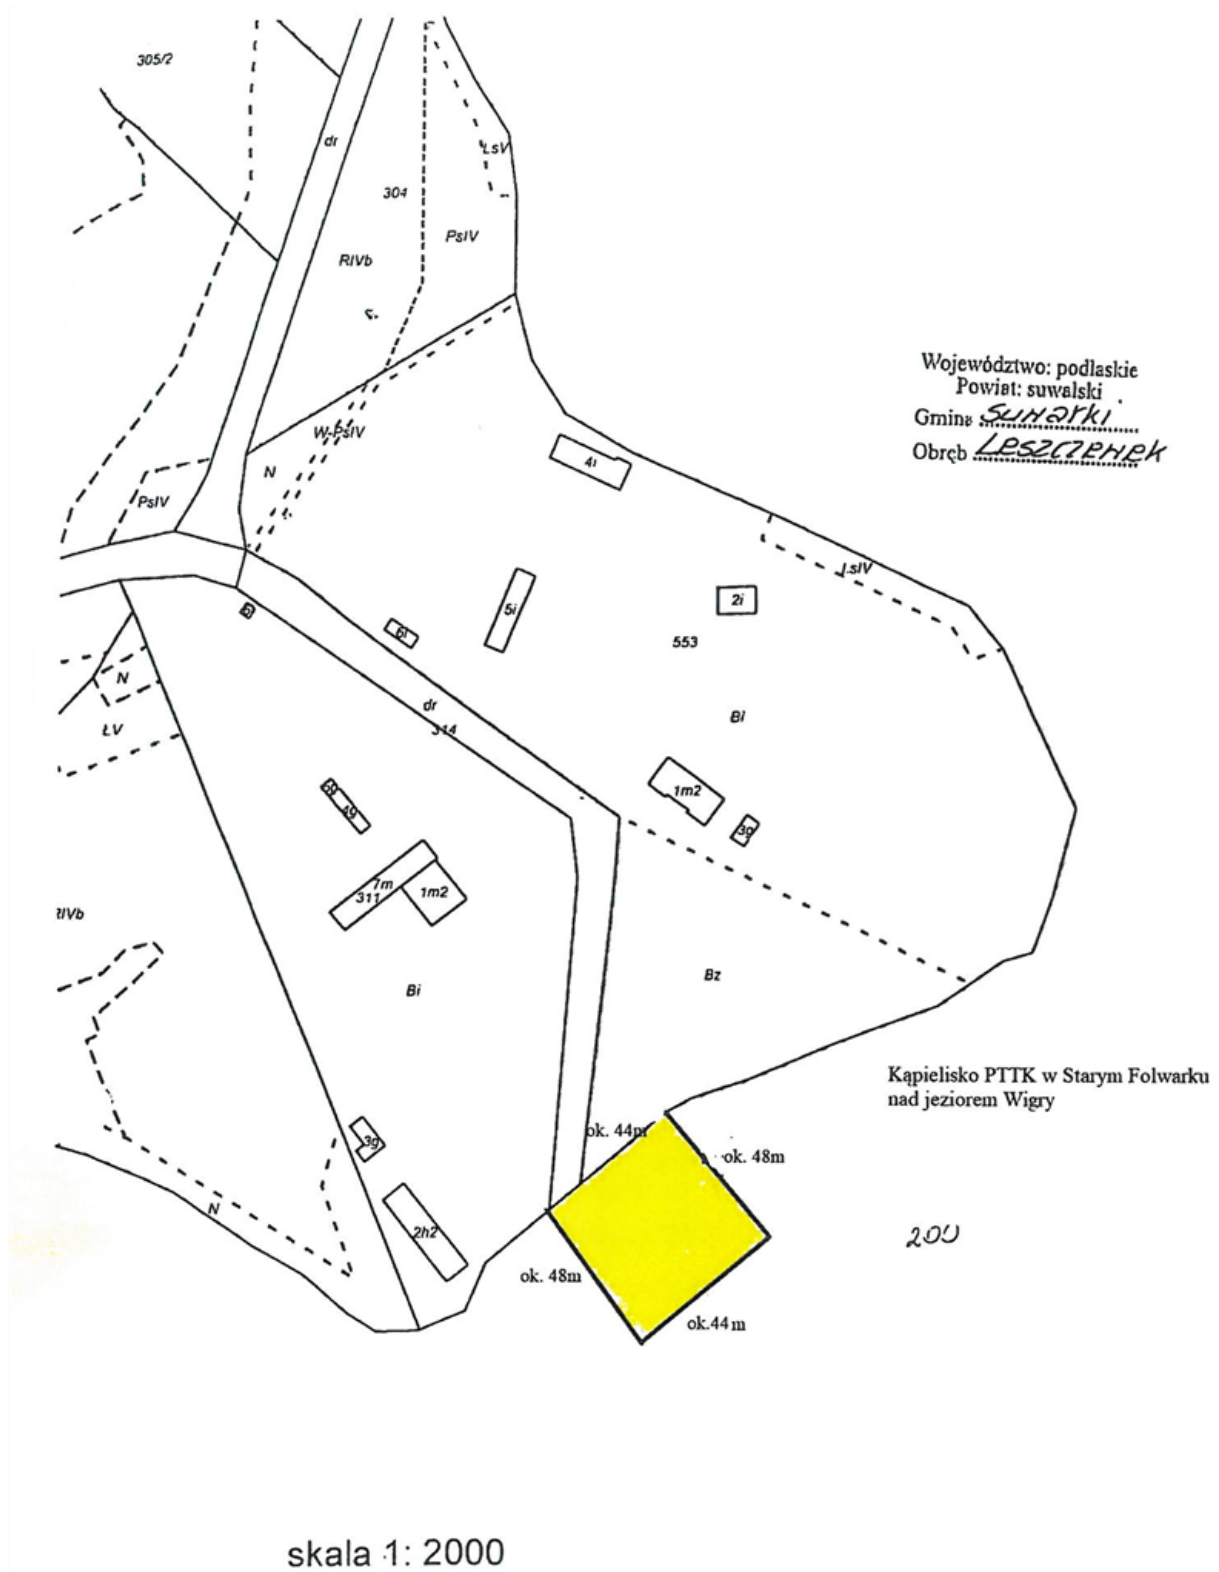 305/2
dr
ŁsV
304
PsIV
RIVb
Województwo: podlaskie
Powiat: suwalski
Gmina Suwałki
Obręb Leszczewek
W-PsIV
N
4i
PsIV
LsIV
5i
2i
6i
553
N
dr
314
Bi
ŁV
1m2
3g
49
7m
311
1m2
RIVb
Bz
Bi
Kąpielisko PTTK w Starym Folwarku
nad jeziorem Wigry
ok. 44m
3g
ok. 48m
N
2h2
200
ok. 48m
ok.44m
skala 1: 2000